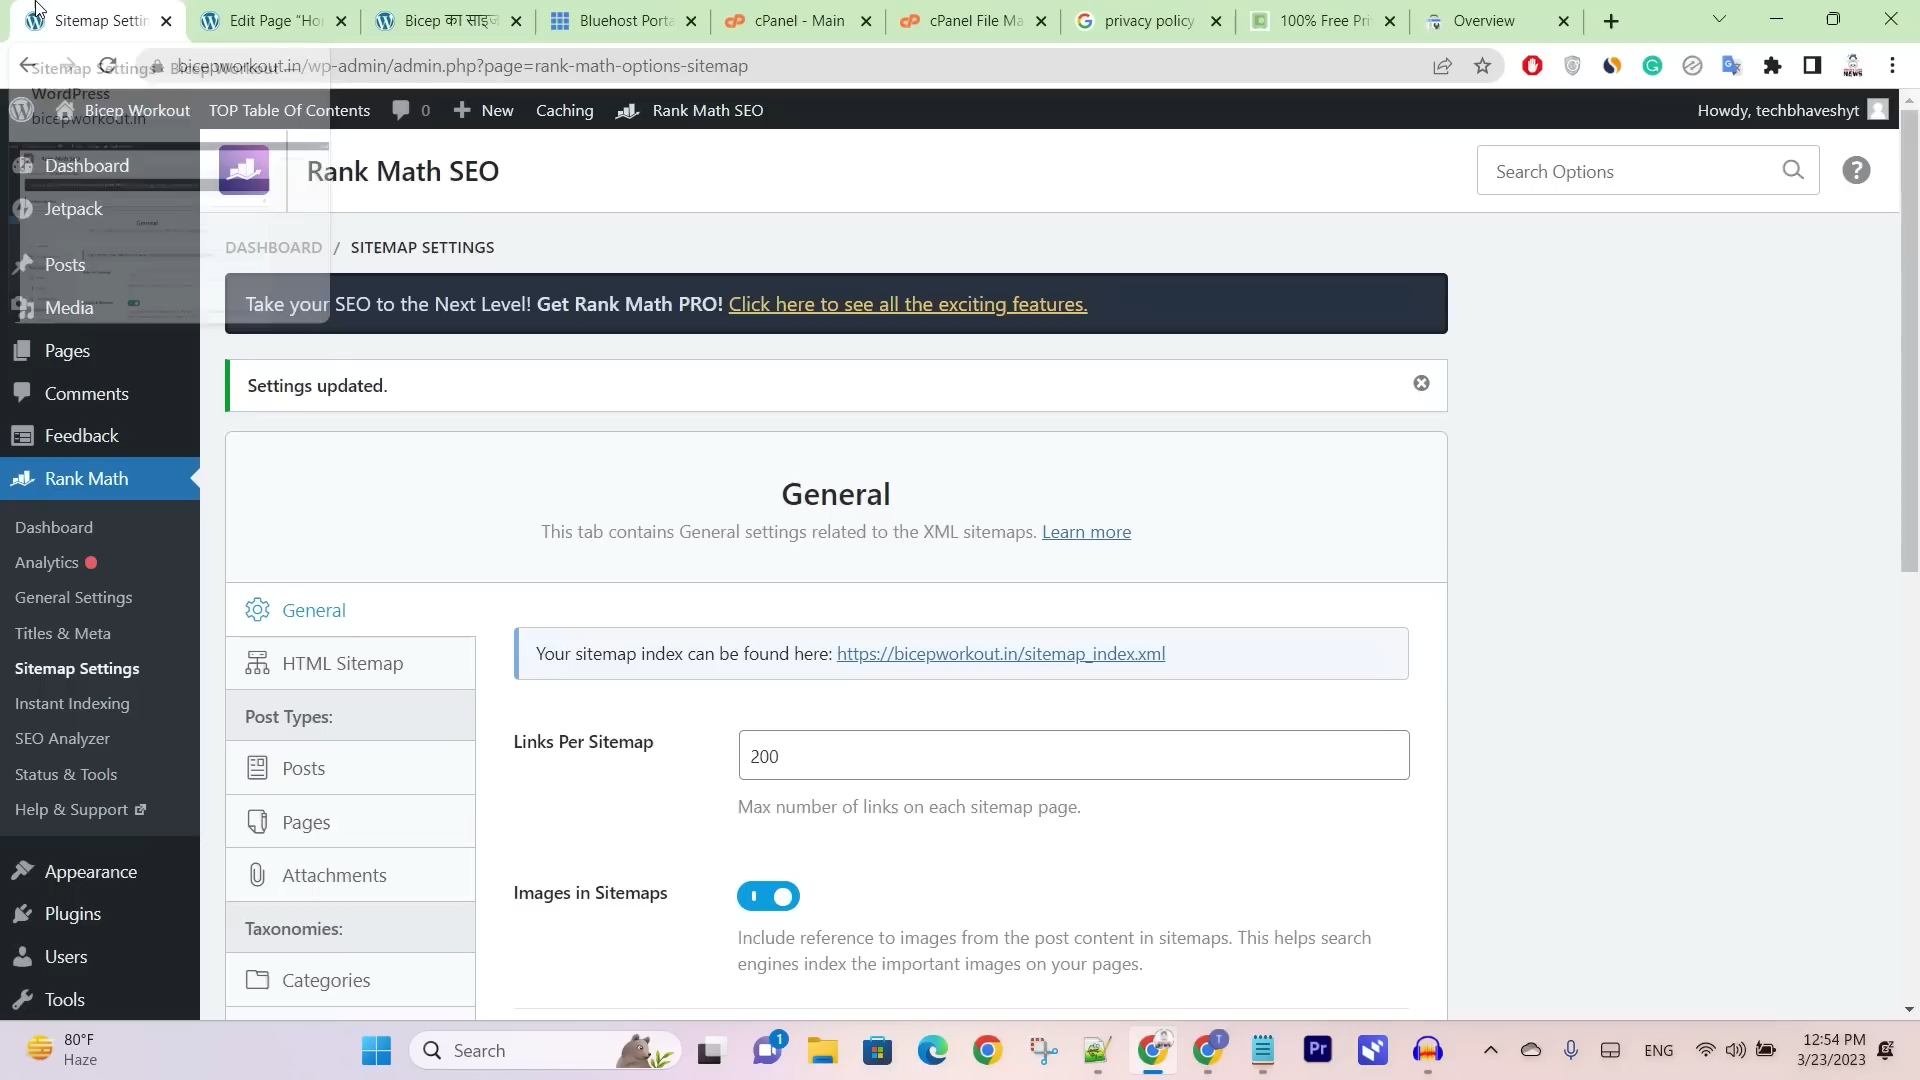 Sitemap Settin
Edit Page "Ho
Bicep का साइज
Bluehost Porta
cPanel - Main
cPanel File Ma
privacy policy
100% Free Pri
Overview
bicepworkout.in/wp-admin/admin.php?page=rank-math-options-sitemap
Sitemap Settings • Bicep Workout —
WordPress
bicepworkout.in
Bicep Workout
TOP Table Of Contents
0
New
Caching
Rank Math SEO
Howdy, techbhaveshyt
Dashboard
Jetpack
Posts
Media
Pages
Comments
Feedback
Rank Math
Dashboard
Analytics
General Settings
Titles & Meta
Sitemap Settings
Instant Indexing
SEO Analyzer
Status & Tools
Help & Support
Appearance
Plugins
Users
Tools
Rank Math SEO
Search Options
DASHBOARD / SITEMAP SETTINGS
Take your SEO to the Next Level! Get Rank Math PRO! Click here to see all the exciting features.
Settings updated.
General
This tab contains General settings related to the XML sitemaps. Learn more
General
HTML Sitemap
Post Types:
Posts
Pages
Attachments
Taxonomies:
Categories
Your sitemap index can be found here: https://bicepworkout.in/sitemap_index.xml
Links Per Sitemap
200
Max number of links on each sitemap page.
Images in Sitemaps
Include reference to images from the post content in sitemaps. This helps search
engines index the important images on your pages.
80°F
Haze
Search
1
T
Pr
ENG
12:54 PM
3/23/2023